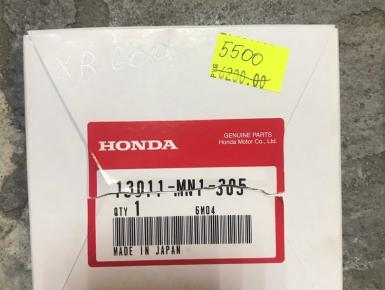 XR 600
5500
РУБ 6200.00
HONDA
GENUINE PARTS
Honda Motor Co., Ltd.
13011-MN1-305
QTY 1 6M04
MADE IN JAPAN